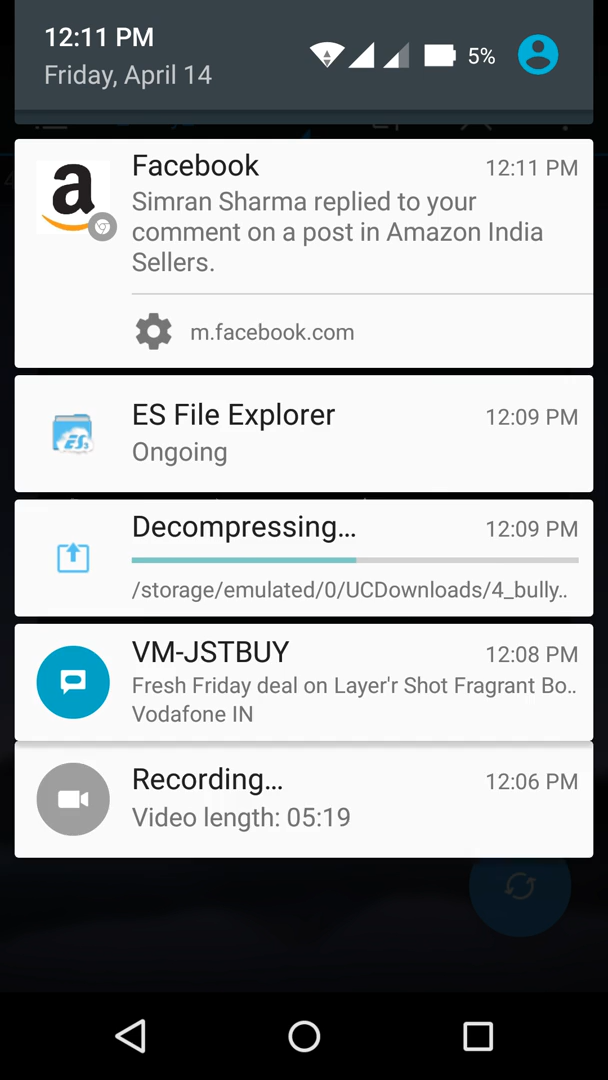 12:11 PM
5%
Friday, April 14
Facebook
12:11 PM
Simran Sharma replied to your
comment on a post in Amazon India
Sellers.
m.facebook.com
ES File Explorer
12:09 PM
Ongoing
Decompressing...
12:09 PM
/storage/emulated/0/UCDownloads/4_bully..
VM-JSTBUY
12:08 PM
Fresh Friday deal on Layer'r Shot Fragrant Bo..
Vodafone IN
Recording...
12:06 PM
Video length: 05:19